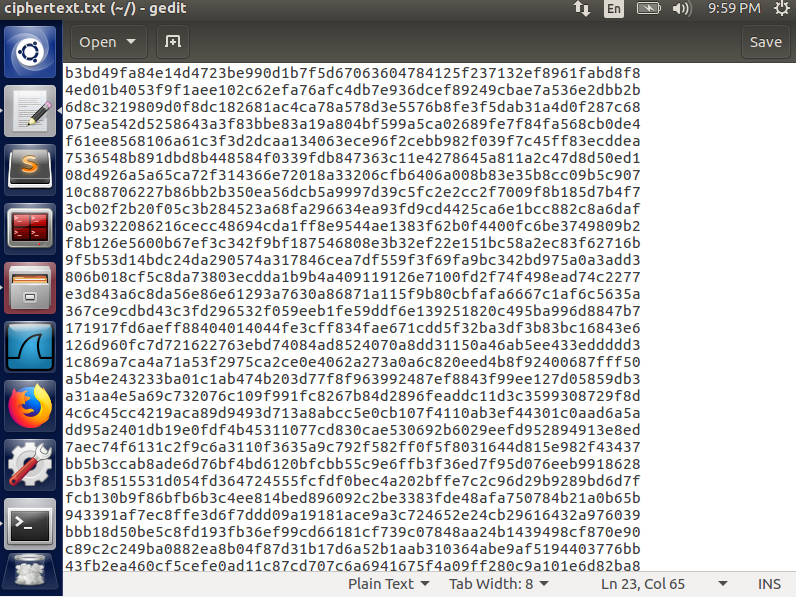 ciphertext.txt (~/) - gedit
En
9:59 PM
Open
Save
b3bd49fa84e14d4723be990d1b7f5d67063604784125f237132ef8961fabd8f8
4ed01b4053f9f1aee102c62efa76afc4db7e936dcef89249cbae7a536e2dbb2b
6d8c3219809d0f8dc182681ac4ca78a578d3e5576b8fe3f5dab31a4d0f287c68
075ea542d5258643a3f83bbe83a19a804bf599a5ca02689fe7f84fa568cb0de4
f61ee8568106a61c3f3d2dcaa134063ece96f2cebb982f039f7c45ff83ecddea
7536548b891dbd8b448584f0339fdb847363c11e4278645a811a2c47d8d50ed1
08d4926a5a65ca72f314366e72018a33206cfb6406a008b83e35b8cc09b5c907
10c88706227b86bb2b350ea56dcb5a9997d39c5fc2e2cc2f7009f8b185d7b4f7
3cb02f2b20f05c3b284523a68fa296634ea93fd9cd4425ca6e1bcc882c8a6daf
0ab9322086216cecc48694cda1ff8e9544ae1383f62b0f4400fc6be3749809b2
f8b126e5600b67ef3c342f9bf187546808e3b32ef22e151bc58a2ec83f62716b
9f5b53d14bdc24da290574a317846cea7df559f3f69fa9bc342bd975a0a3add3
806b018cf5c8da73803ecdda1b9b4a409119126e7100fd2f74f498ead74c2277
e3d843a6c8da56e86e61293a7630a86871a115f9b80cbfafa6667c1af6c5635a
367ce9cdbd43c3fd296532f059eeb1fe59ddf6e139251820c495ba996d8847b7
171917fd6aeff88404014044fe3cff834fae671cdd5f32ba3df3b83bc16843e6
126d960fc7d721622763ebd74084ad8524070a8dd31150a46ab5ee433eddddd3
1c869a7ca4a71a53f2975ca2ce0e4062a273a0a6c820eed4b8f92400687fff50
a5b4e243233ba01c1ab474b203d77f8f963992487ef8843f99ee127d05859db3
a31aa4e5a69c732076c109f991fc8267b84d2896feaddc11d3c3599308729f8d
4c6c45cc4219aca89d9493d713a8abcc5e0cb107f4110ab3ef44301c0aad6a5a
dd95a2401db19e0fdf4b45311077cd830cae530692b6029eefd952894913e8ed
7aec74f6131c2f9c6a3110f3635a9c792f582ff0f5f8031644d815e982f43437
bb5b3ccab8ade6d76bf4bd6120bfcbb55c9e6ffb3f36ed7f95d076eeb9918628
5b3f8515531d054fd364724555fcfdf0bec4a202bffe7c2c96d29b9289bd6d7f
fcb130b9f86bfb6b3c4ee814bed896092c2be3383fde48afa750784b21a0b65b
943391af7ec8ffe3d6f7ddd09a19181ace9a3c724652e24cb29616432a976039
bbb18d50be5c8fd193fb36ef99cd66181cf739c07848aa24b1439498cf870e90
c89c2c249ba0882ea8b04f87d31b17d6a52b1aab310364abe9af5194403776bb
43fb2ea460cf5cefe0ad11c87cd707c6a6941675f4a09ff280c9a101e6d82ba8
Plain Text
Tab Width: 8
Ln 23, Col 65
INS